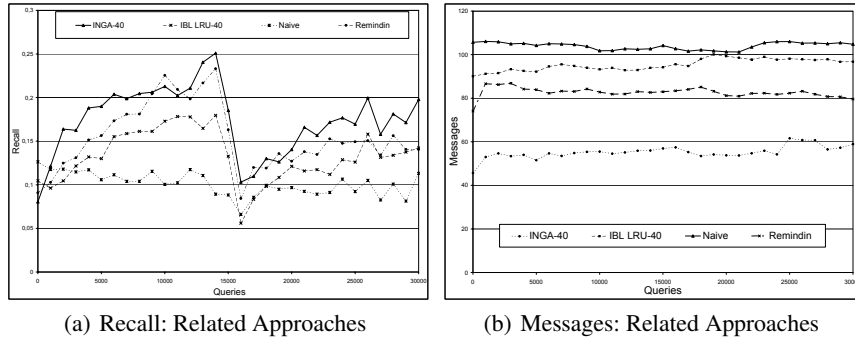 0,3
INGA-40 IBL LRU-40 Naive Remindin
0,25
0,2
0,15
0,1
0,05
0
Recall
0 5000 10000 15000 20000 25000 30000
Queries
(a) Recall: Related Approaches
120
100
80
60
40
20
0
Messages
INGA-40 IBL LRU-40 Naive Remindin
0 5000 10000 15000 20000 25000 30000
Queries
(b) Messages: Related Approaches